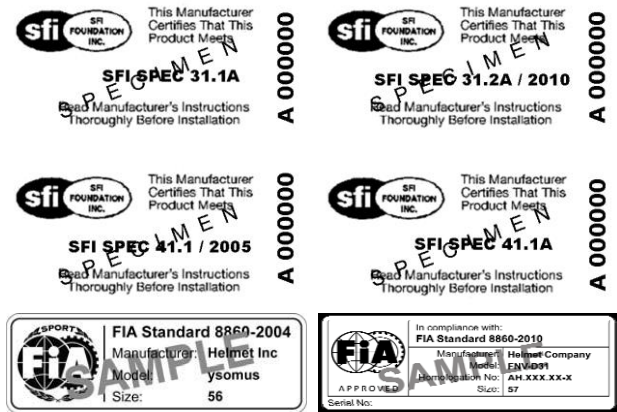 sfi
SFI
FOUNDATION
INC.
This Manufacturer
Certifies That This
Product Meets
SFI SPEC 31.1A
Read Manufacturer's Instructions
Thoroughly Before Installation
SPECIMEN
A 000000
sfi
SFI
FOUNDATION
INC.
This Manufacturer
Certifies That This
Product Meets
SFI SPEC 31.2A / 2010
Read Manufacturer's Instructions
Thoroughly Before Installation
SPECIMEN
A 000000
sfi
SFI
FOUNDATION
INC.
This Manufacturer
Certifies That This
Product Meets
SFI SPEC 41.1 / 2005
Read Manufacturer's Instructions
Thoroughly Before Installation
SPECIMEN
A 000000
sfi
SFI
FOUNDATION
INC.
This Manufacturer
Certifies That This
Product Meets
SFI SPEC 41.1A
Read Manufacturer's Instructions
Thoroughly Before Installation
SPECIMEN
A 000000
SPORT
FiA
FIA Standard 8860-2004
Manufacturer: Helmet Inc
Model: ysomus
Size: 56
SAMPLE
FiA
APPROVED
In compliance with:
FIA Standard 8860-2010
Manufacturer: Helmet Company
Model: FNV-D31
Homologation No: AH.XXX.XX-X
Size: 57
Serial No:
SAMPLE